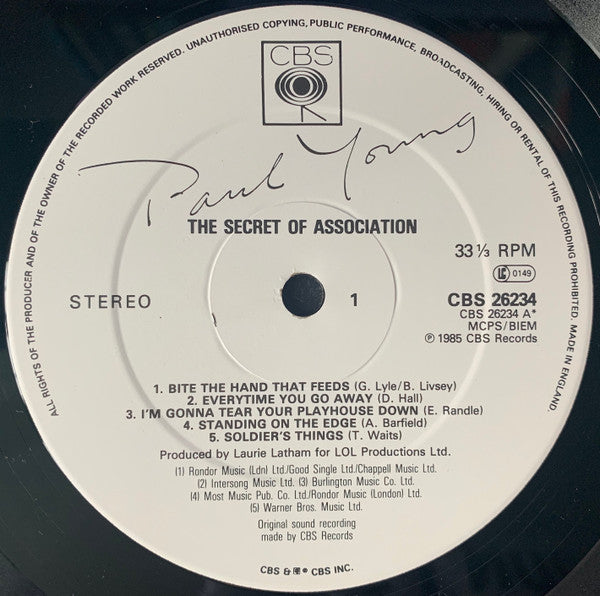 ALL RIGHTS OF THE PRODUCER AND OF THE OWNER OF THE RECORDED WORK RESERVED. UNAUTHORISED COPYING, PUBLIC PERFORMANCE, BROADCASTING, HIRING OR RENTAL OF THIS RECORDING PROHIBITED. MADE IN ENGLAND.
CBS
Paul Young
THE SECRET OF ASSOCIATION
33 ⅓ RPM
LC 0149
STEREO
1
CBS 26234
CBS 26234 A*
MCPS/BIEM
℗ 1985 CBS Records
1. BITE THE HAND THAT FEEDS (G. Lyle/B. Livsey)
2. EVERYTIME YOU GO AWAY (D. Hall)
3. I'M GONNA TEAR YOUR PLAYHOUSE DOWN (E. Randle)
4. STANDING ON THE EDGE (A. Barfield)
5. SOLDIER'S THINGS (T. Waits)
Produced by Laurie Latham for LOL Productions Ltd.
(1) Rondor Music (Ldn) Ltd./Good Single Ltd./Chappell Music Ltd.
(2) Intersong Music Ltd. (3) Burlington Music Co. Ltd.
(4) Most Music Pub. Co. Ltd./Rondor Music (London) Ltd.
(5) Warner Bros. Music Ltd.
Original sound recording
made by CBS Records
CBS & ® CBS INC.